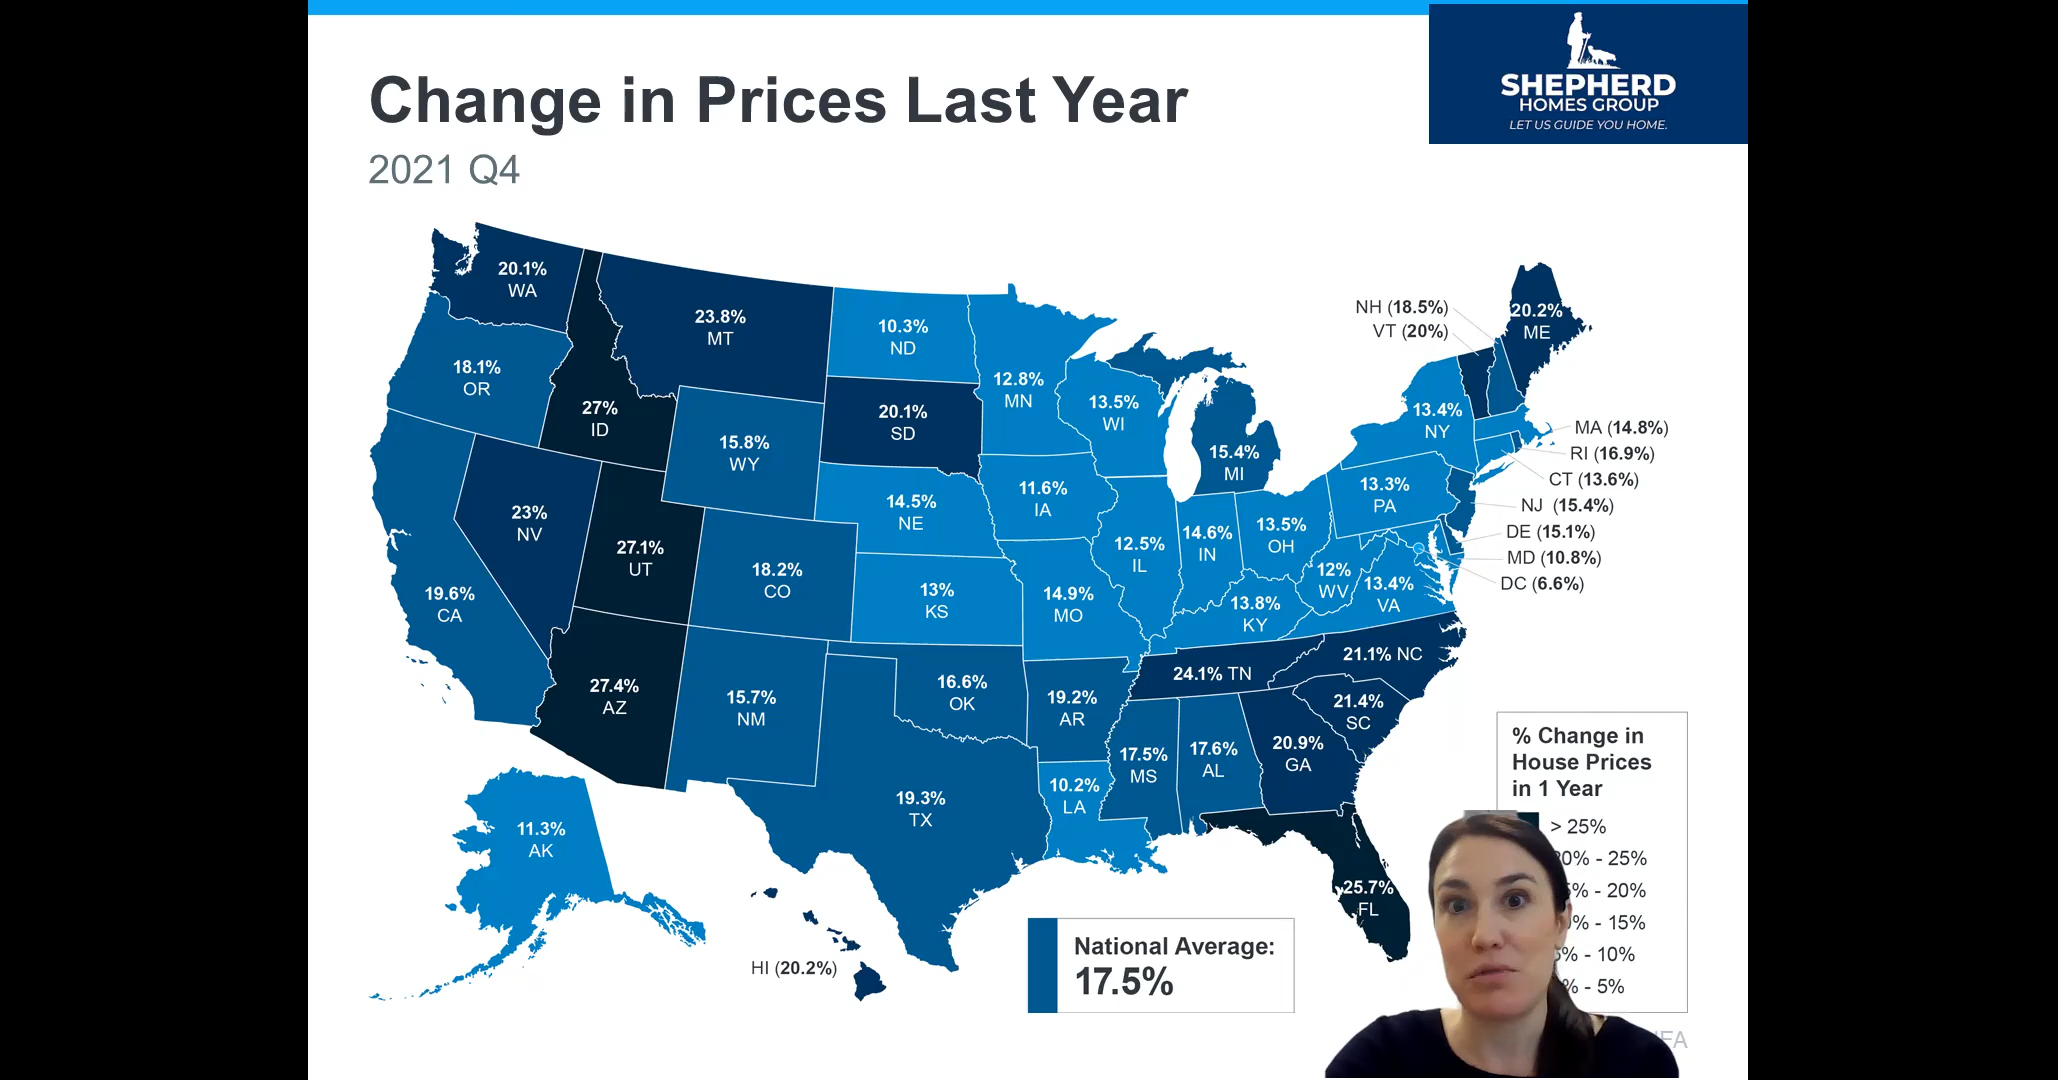 SHEPHERD
HOMES GROUP
LET US GUIDE YOU HOME.
Change in Prices Last Year
2021 Q4
20.1%
WA
23.8%
MT
10.3%
ND
12.8%
MN
13.5%
WI
NH (18.5%)
VT (20%)
20.2%
ME
18.1%
OR
27%
ID
15.8%
WY
20.1%
SD
15.4%
MI
13.4%
NY
MA (14.8%)
RI (16.9%)
CT (13.6%)
NJ (15.4%)
DE (15.1%)
MD (10.8%)
DC (6.6%)
23%
NV
27.1%
UT
18.2%
CO
14.5%
NE
11.6%
IA
12.5%
IL
14.6%
IN
13.5%
OH
13.3%
PA
19.6%
CA
13%
KS
14.9%
MO
13.8%
KY
12%
WV
13.4%
VA
27.4%
AZ
15.7%
NM
16.6%
OK
19.2%
AR
24.1% TN
21.1% NC
21.4%
SC
19.3%
TX
10.2%
LA
17.5%
MS
17.6%
AL
20.9%
GA
25.7%
FL
11.3%
AK
HI (20.2%)
National Average:
17.5%
% Change in
House Prices
in 1 Year
> 25%
- 25%
- 20%
- 15%
- 10%
- 5%